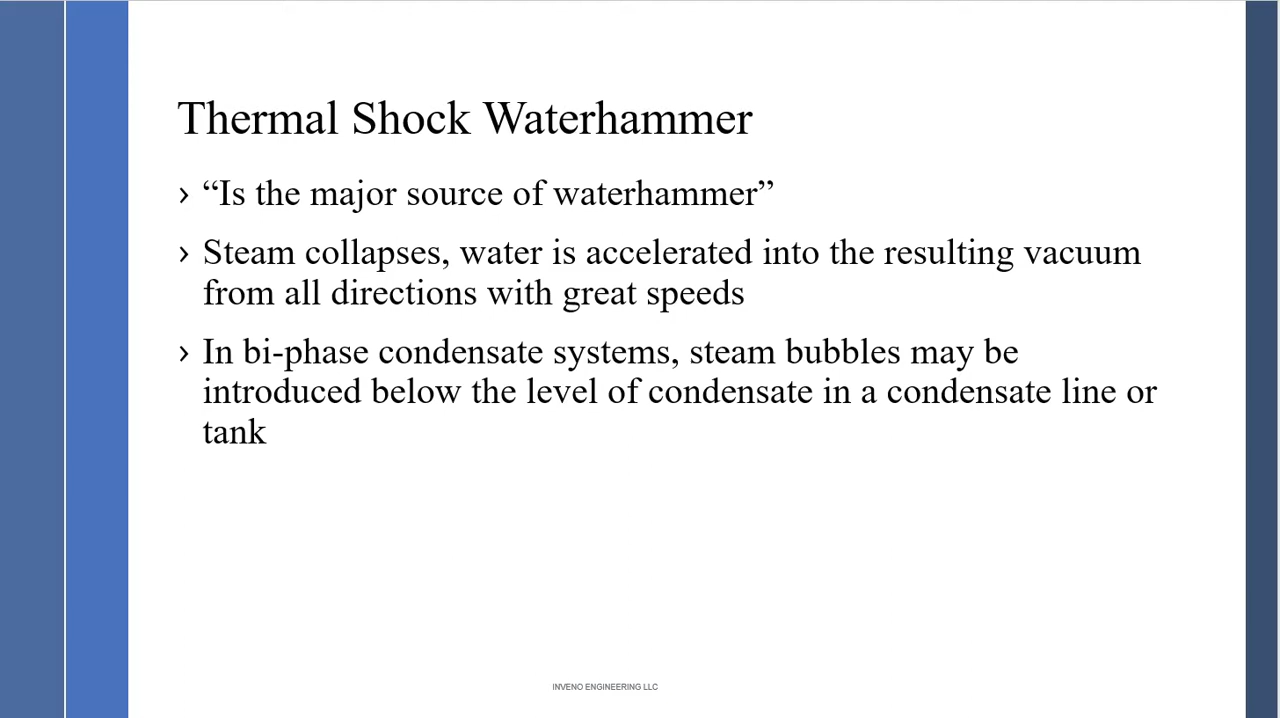 Thermal Shock Waterhammer
› “Is the major source of waterhammer”
› Steam collapses, water is accelerated into the resulting vacuum
from all directions with great speeds
› In bi-phase condensate systems, steam bubbles may be
introduced below the level of condensate in a condensate line or
tank
INVENO ENGINEERING LLC